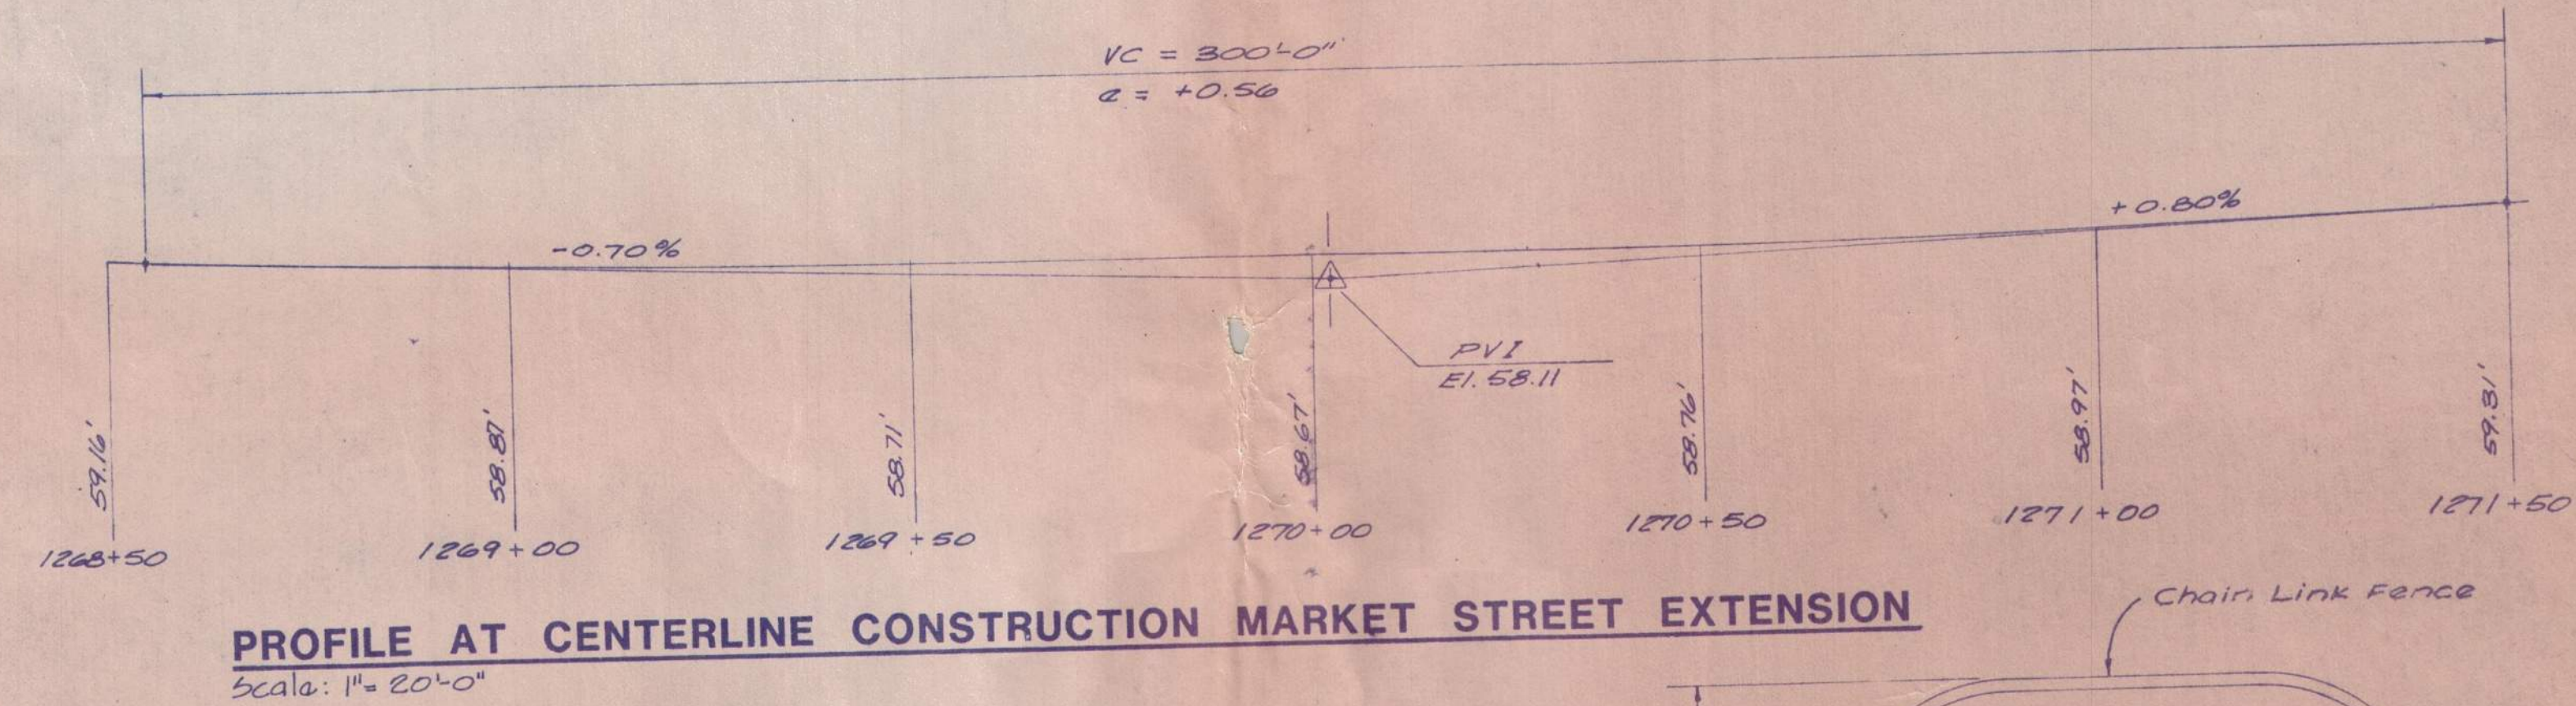 VC = 300'-0"
e = +0.56
-0.70%
+0.80%
PVI
El. 58.11
59.16'
58.87'
58.71'
58.67'
58.76'
58.97'
59.31'
1268+50
1269+00
1269+50
1270+00
1270+50
1271+00
1271+50
PROFILE AT CENTERLINE CONSTRUCTION MARKET STREET EXTENSION
Scale: 1"= 20'-0"
Chain Link Fence